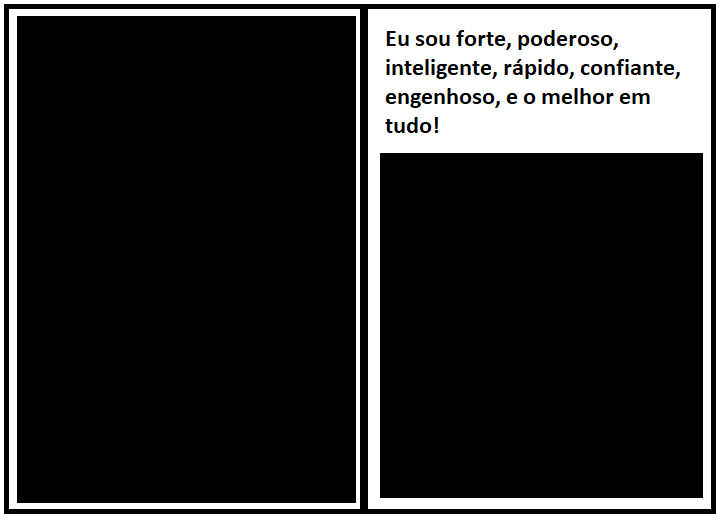 Eu sou forte, poderoso,
inteligente, rápido, confiante,
engenhoso, e o melhor em
tudo!